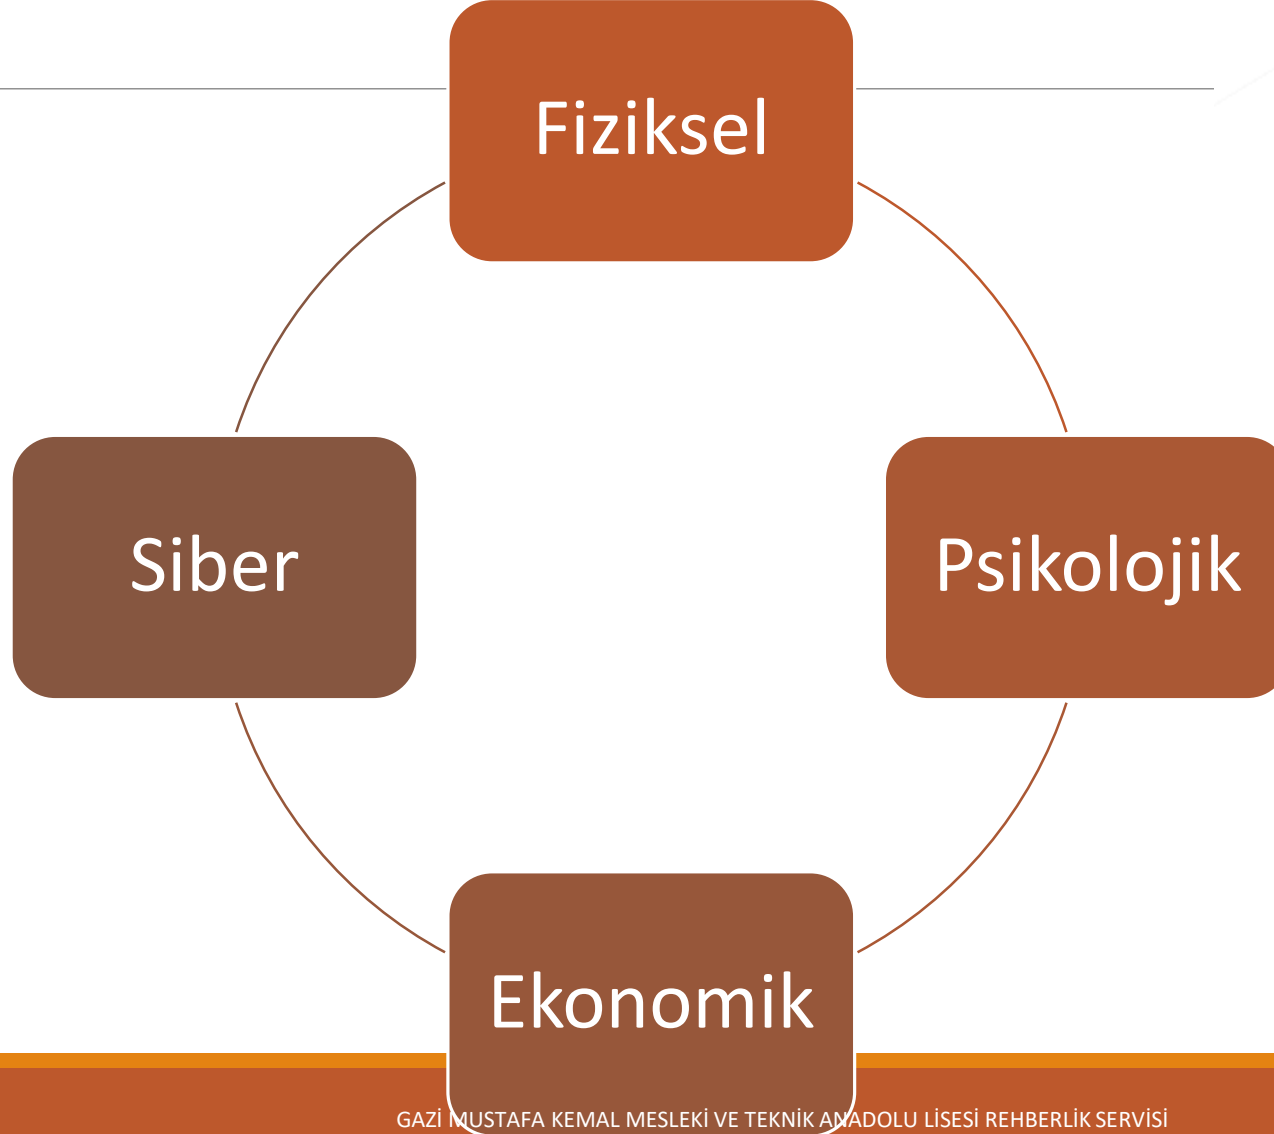 Fiziksel
Siber
Psikolojik
Ekonomik
GAZİ MUSTAFA KEMAL MESLEKİ VE TEKNİK ANADOLU LİSESİ REHBERLİK SERVİSİ